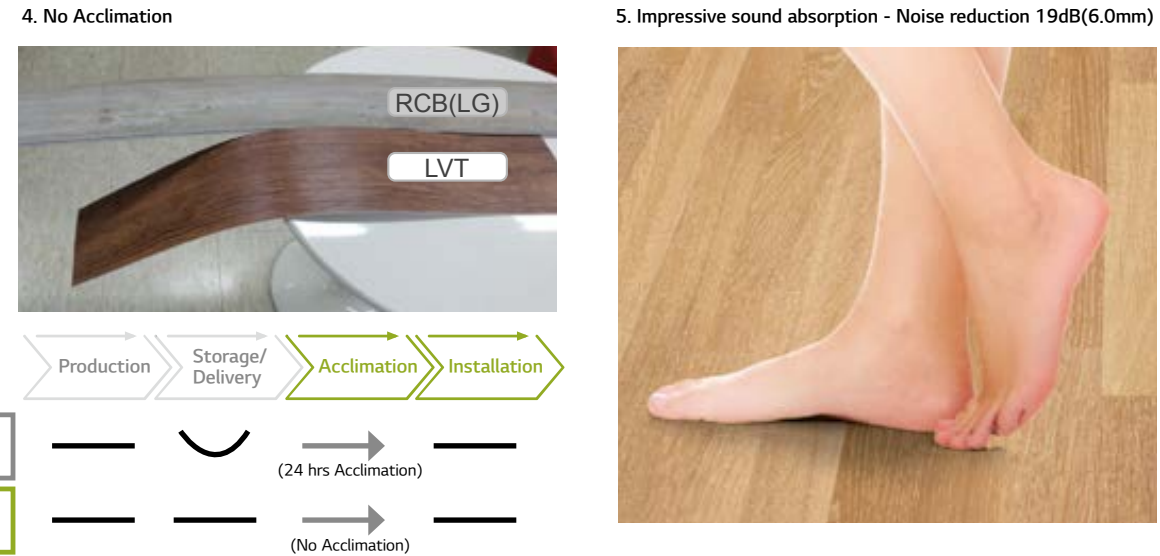 4. No Acclimation
5. Impressive sound absorption - Noise reduction 19dB(6.0mm)
RCB(LG)
LVT
Production
Storage/
Delivery
Acclimation
Installation
(24 hrs Acclimation)
(No Acclimation)